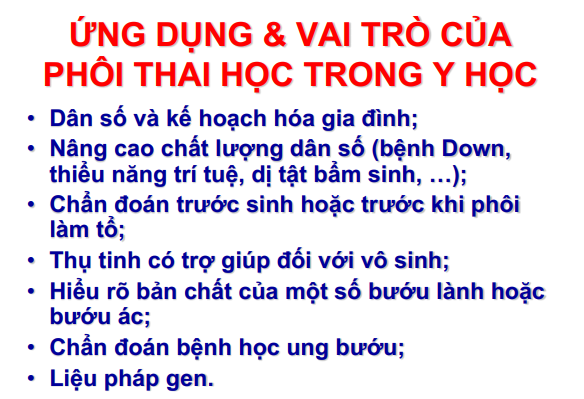 ỨNG DỤNG & VAI TRÒ CỦA
PHÔI THAI HỌC TRONG Y HỌC
• Dân số và kế hoạch hóa gia đình;
• Nâng cao chất lượng dân số (bệnh Down,
thiểu năng trí tuệ, dị tật bẩm sinh, …);
• Chẩn đoán trước sinh hoặc trước khi phôi
làm tổ;
• Thụ tinh có trợ giúp đối với vô sinh;
• Hiểu rõ bản chất của một số bướu lành hoặc
bướu ác;
• Chẩn đoán bệnh học ung bướu;
• Liệu pháp gen.